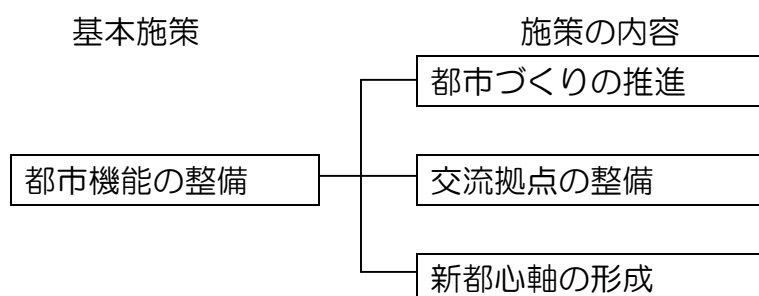 基本施策
施策の内容
都市づくりの推進
都市機能の整備
交流拠点の整備
新都心軸の形成